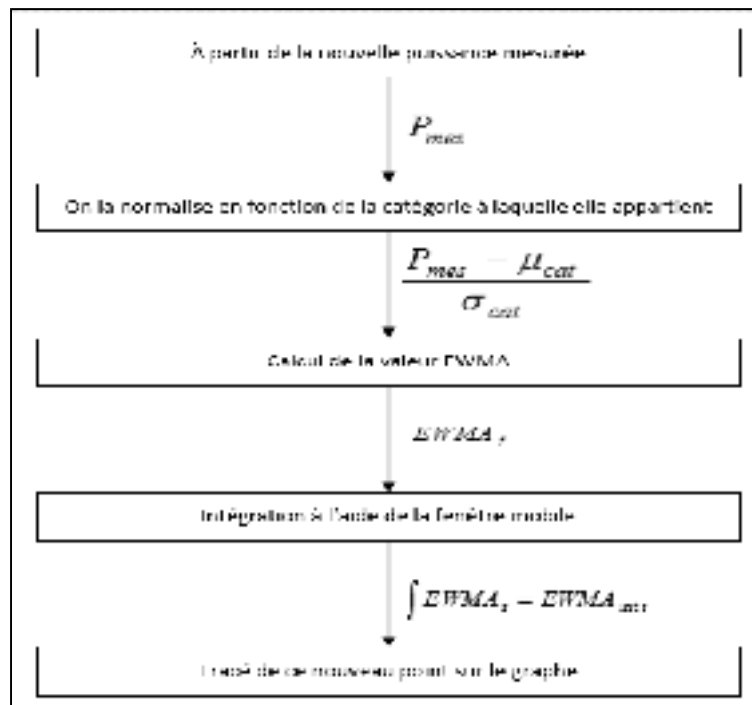 À partir de la nouvelle puissance mesurée
P_mes
On la normalise en fonction de la catégorie à laquelle elle appartient
P_mes - μ_cat
σ_cat
Calcul de la valeur EWMA
EWMA
Intégration à l'aide de la fenêtre mobile
∫ EWMA - EWMA
Tracé de ce nouveau point sur le graphe